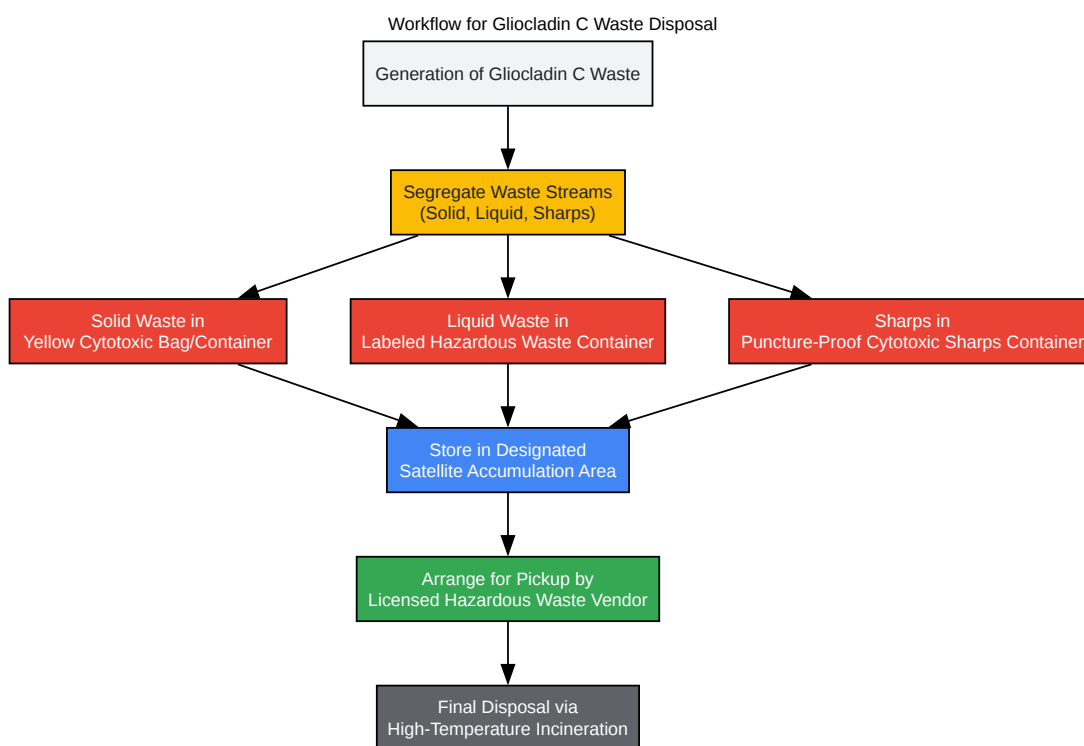 Workflow for Gliocladin C Waste Disposal
Generation of Gliocladin C Waste
Segregate Waste Streams
(Solid, Liquid, Sharps)
Solid Waste in
Yellow Cytotoxic Bag/Container
Liquid Waste in
Labeled Hazardous Waste Container
Sharps in
Puncture-Proof Cytotoxic Sharps Container
Store in Designated
Satellite Accumulation Area
Arrange for Pickup by
Licensed Hazardous Waste Vendor
Final Disposal via
High-Temperature Incineration